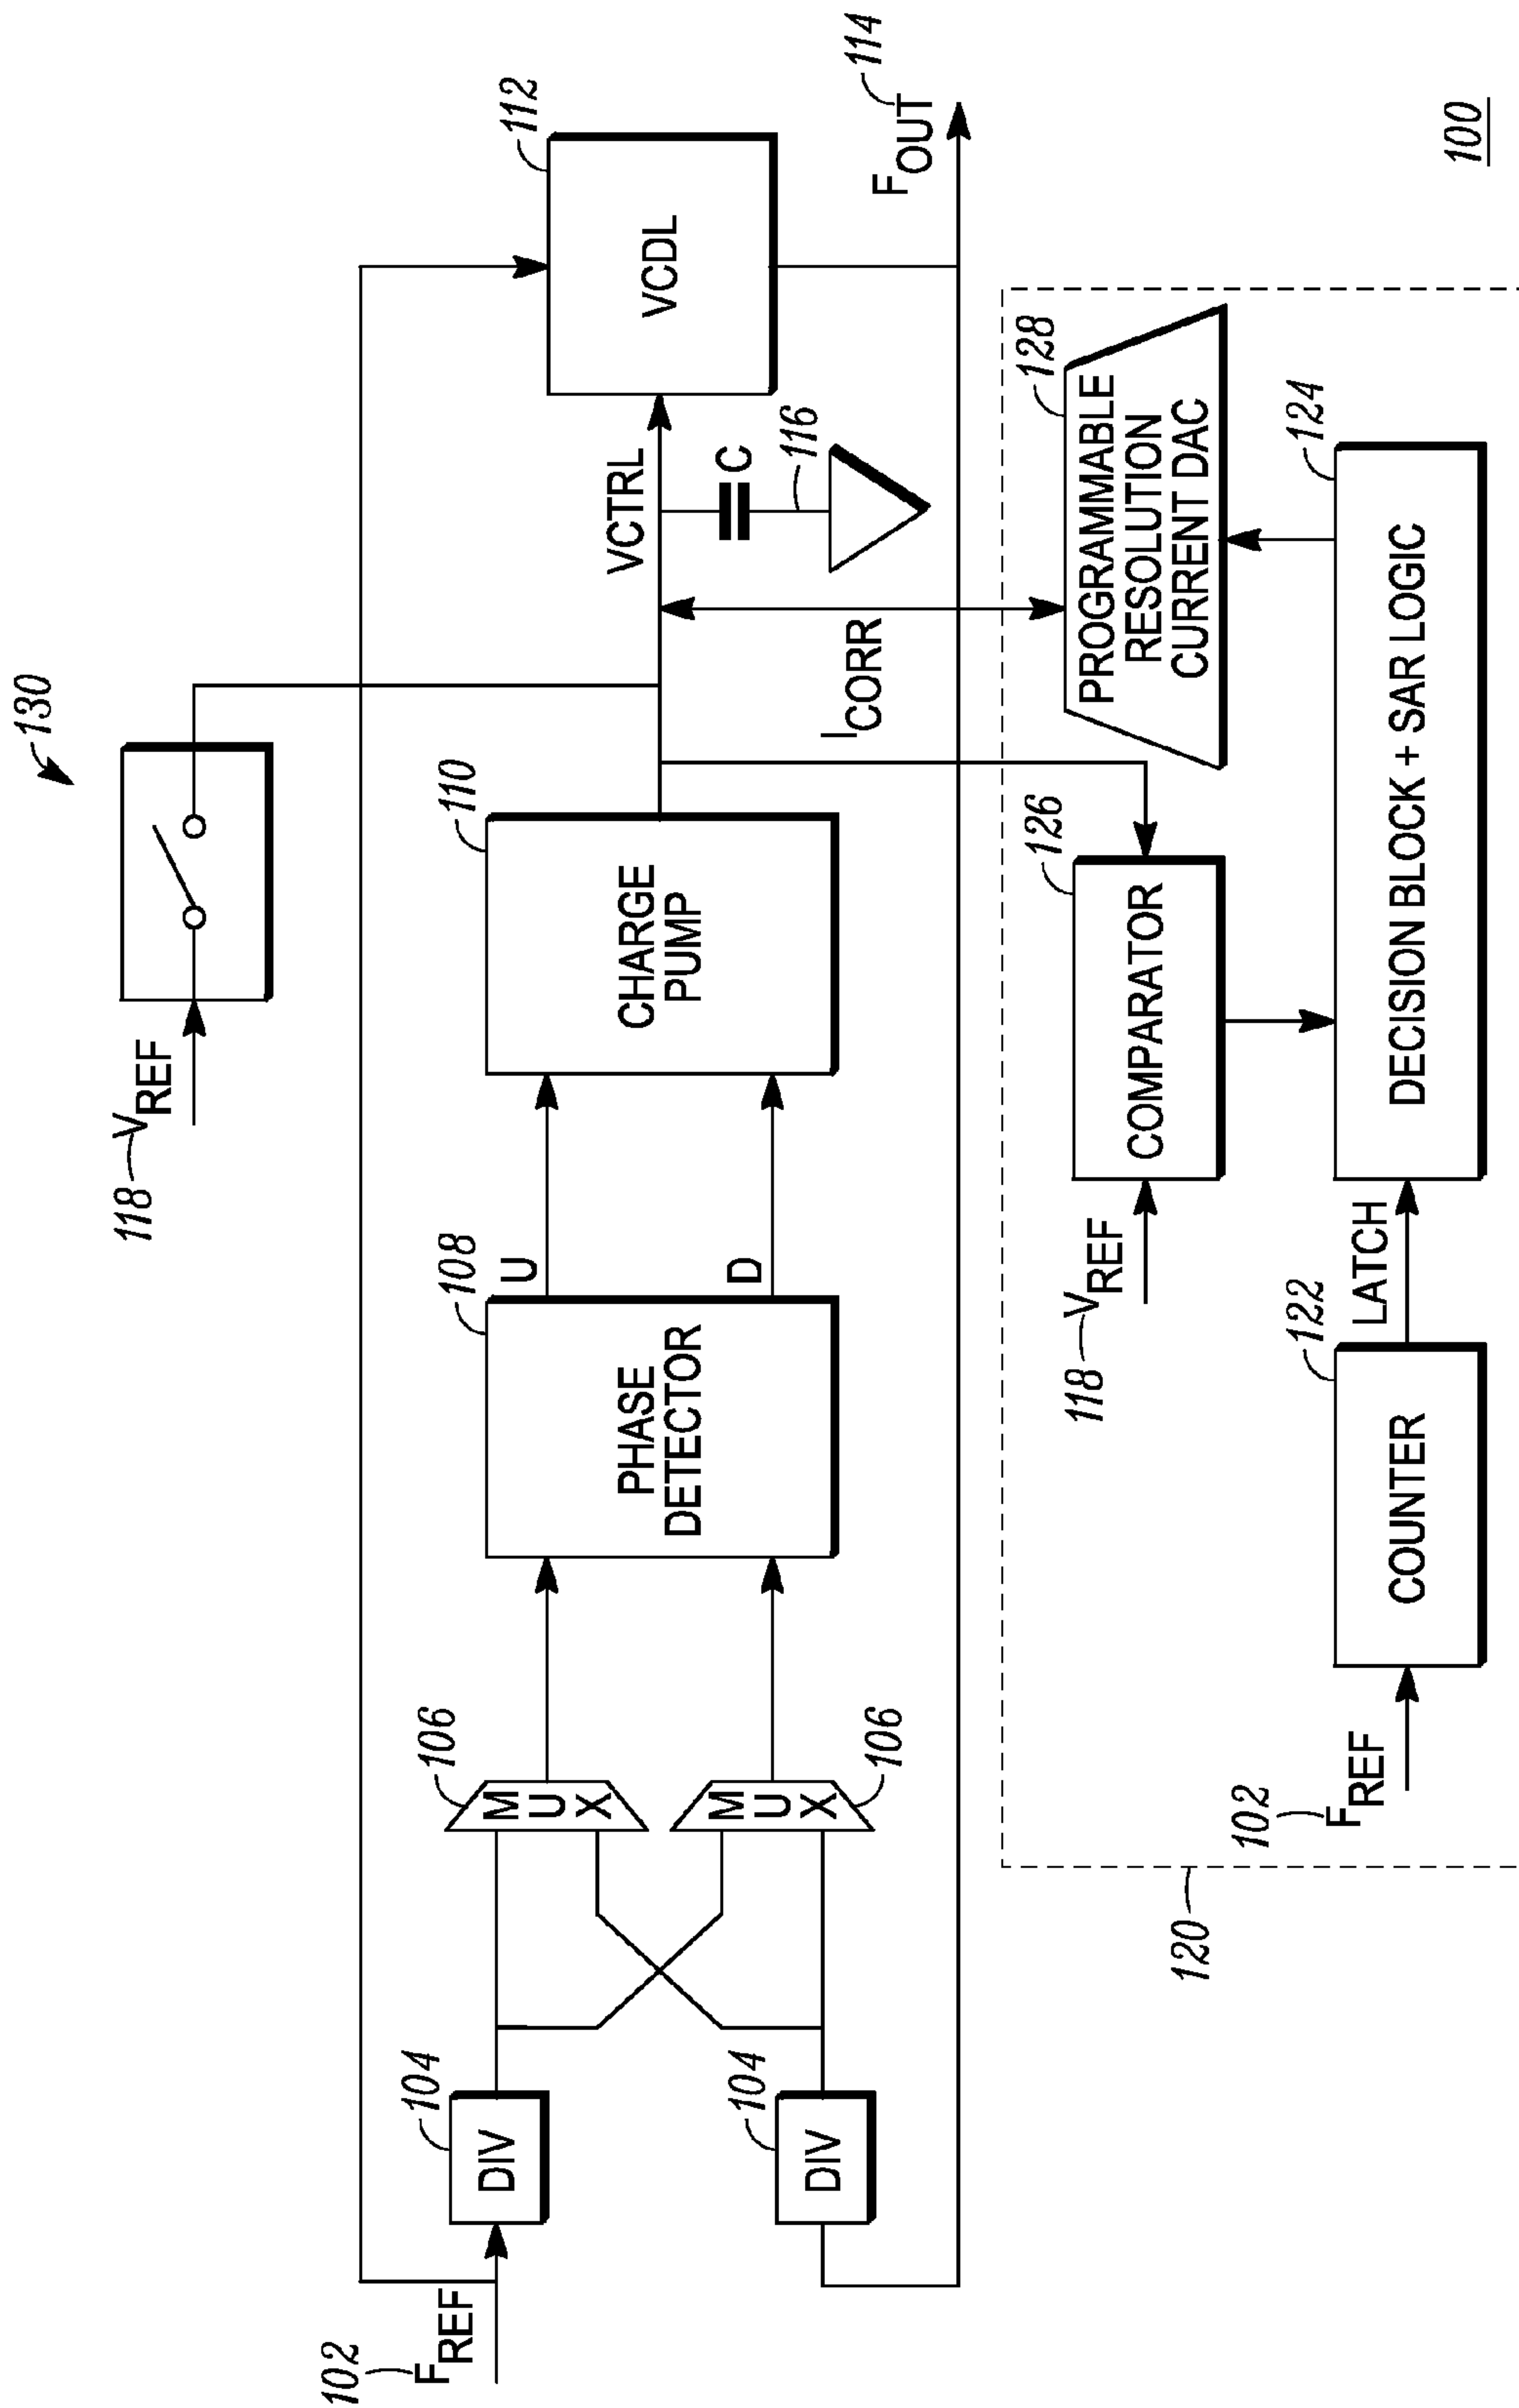 130
118
VREF
102
FREF
104
DIV
104
DIV
106
MUX
106
MUX
108
PHASE
DETECTOR
U
D
110
CHARGE
PUMP
VCTRL
C
116
112
VCDL
FOUT
114
ICORR
120
118
VREF
126
COMPARATOR
128
PROGRAMMABLE
RESOLUTION
CURRENT DAC
102
FREF
122
COUNTER
LATCH
124
DECISION BLOCK + SAR LOGIC
100